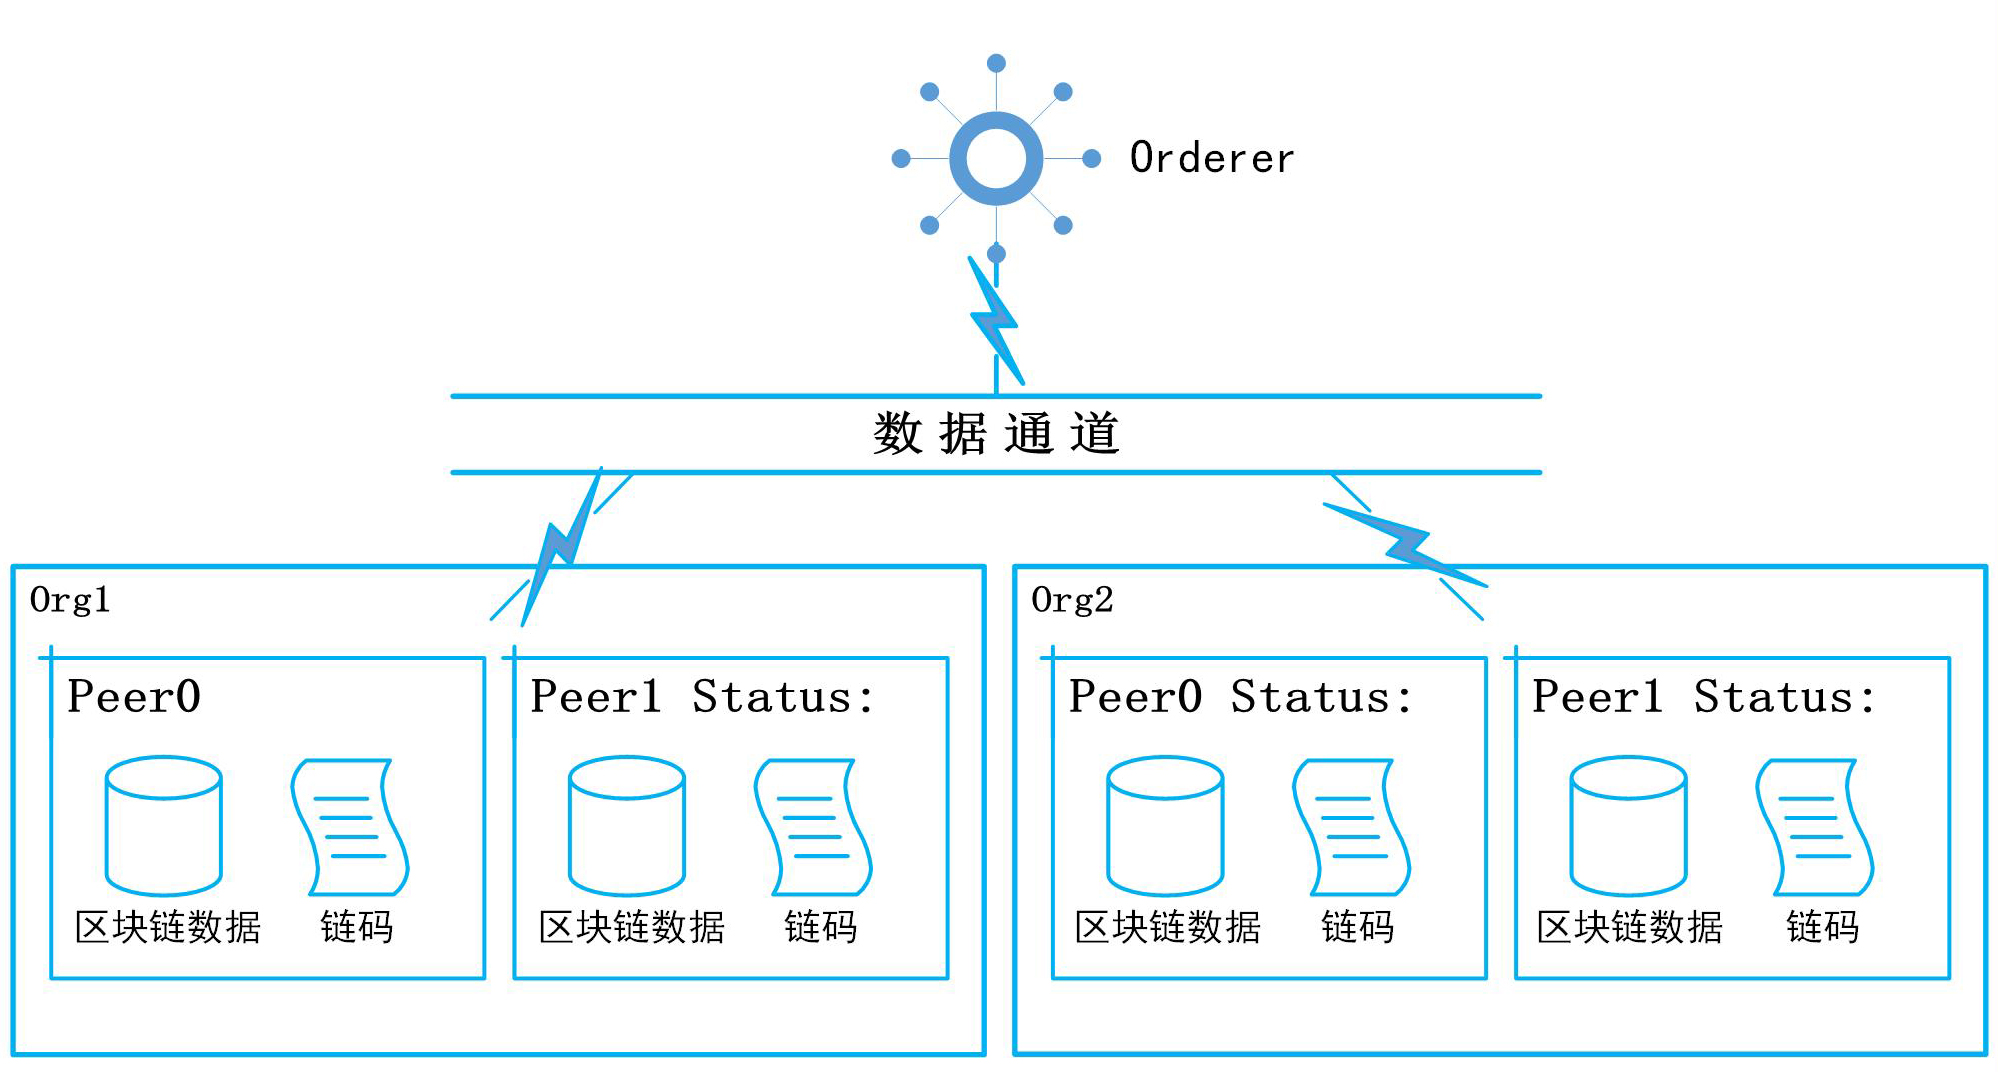 Orderer
数据通道
Org1
Org2
Peer0
Peer1 Status:
Peer0 Status:
Peer1 Status:
区块链数据
链码
区块链数据
链码
区块链数据
链码
区块链数据
链码